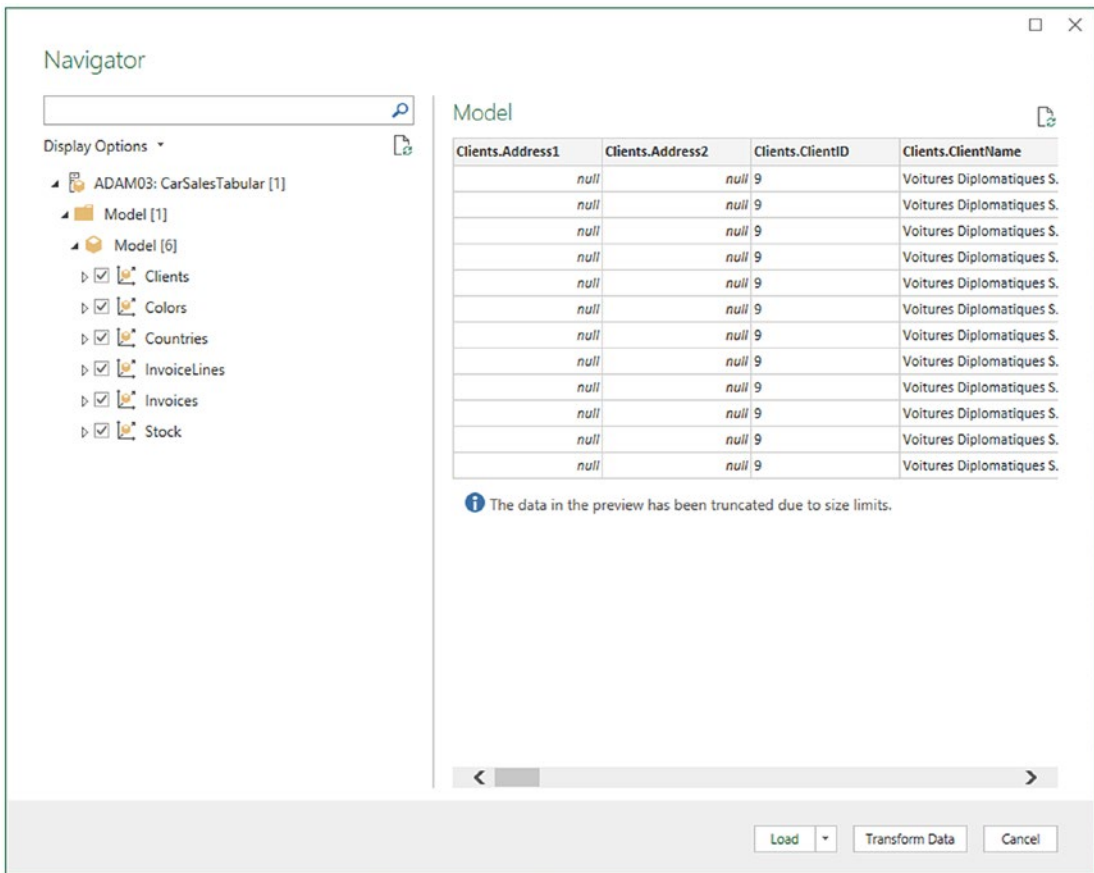 Navigator
Display Options
ADAM03: CarSalesTabular [1]
Model [1]
Model [6]
Clients
Colors
Countries
InvoiceLines
Invoices
Stock
Model
Clients.Address1 Clients.Address2 Clients.ClientID Clients.ClientName
null null 9 Voitures Diplomatiques S.
null null 9 Voitures Diplomatiques S.
null null 9 Voitures Diplomatiques S.
null null 9 Voitures Diplomatiques S.
null null 9 Voitures Diplomatiques S.
null null 9 Voitures Diplomatiques S.
null null 9 Voitures Diplomatiques S.
null null 9 Voitures Diplomatiques S.
null null 9 Voitures Diplomatiques S.
null null 9 Voitures Diplomatiques S.
null null 9 Voitures Diplomatiques S.
null null 9 Voitures Diplomatiques S.
The data in the preview has been truncated due to size limits.
Load Transform Data Cancel